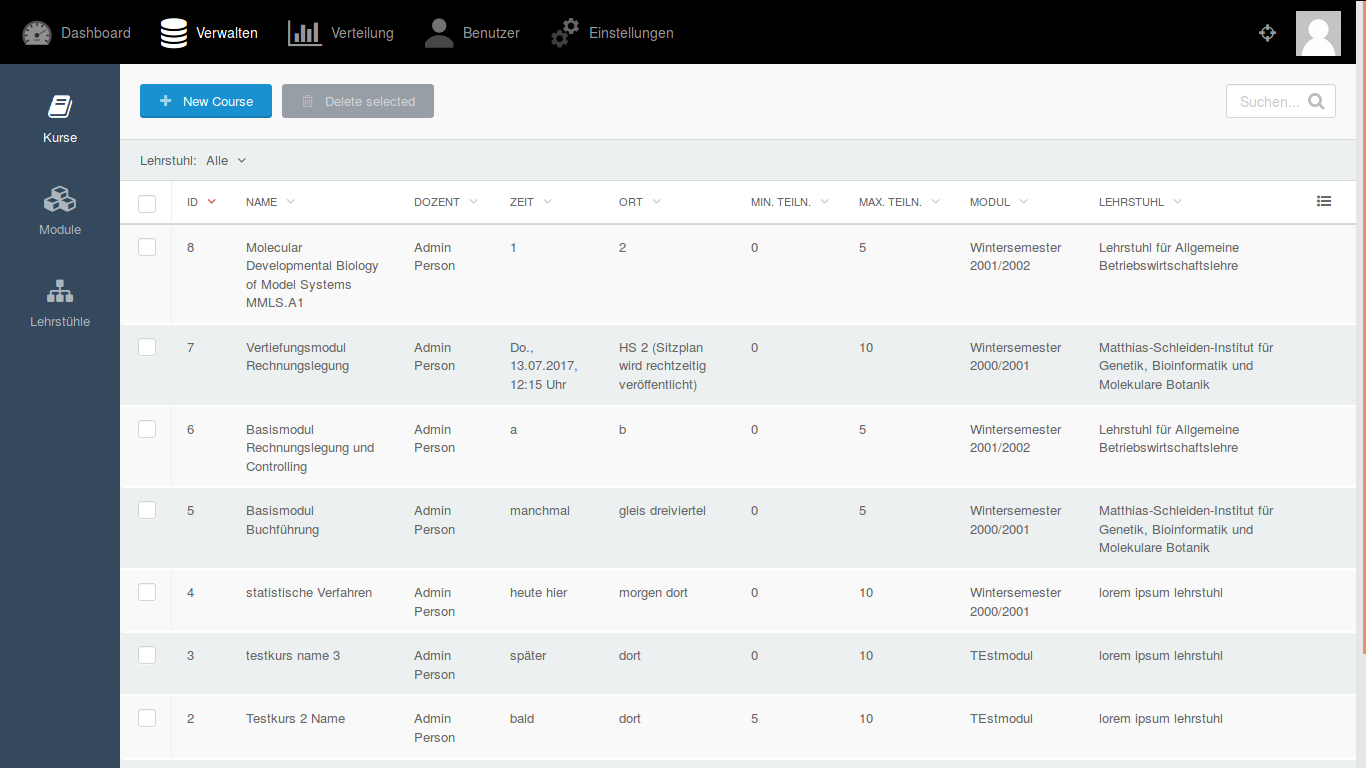 Dashboard Verwalten Verteilung Benutzer Einstellungen
Kurse
Module
Lehrstühle
New Course Delete selected Suchen...
Lehrstuhl: Alle
ID NAME DOZENT ZEIT ORT MIN. TEILN. MAX. TEILN. MODUL LEHRSTUHL
8 Molecular Admin 1 2 0 5 Wintersemester Lehrstuhl für Allgemeine
Developmental Biology Person 2001/2002 Betriebswirtschaftslehre
of Model Systems
MMLS.A1
7 Vertiefungsmodul Admin Do., HS 2 (Sitzplan 0 10 Wintersemester Matthias-Schleiden-Institut für
Rechnungslegung Person 13.07.2017, wird rechtzeitig 2000/2001 Genetik, Bioinformatik und
12:15 Uhr veröffentlicht) Molekulare Botanik
6 Basismodul Admin a b 0 5 Wintersemester Lehrstuhl für Allgemeine
Rechnungslegung und Person 2001/2002 Betriebswirtschaftslehre
Controlling
5 Basismodul Admin manchmal gleis dreiviertel 0 5 Wintersemester Matthias-Schleiden-Institut für
Buchführung Person 2000/2001 Genetik, Bioinformatik und
Molekulare Botanik
4 statistische Verfahren Admin heute hier morgen dort 0 10 Wintersemester lorem ipsum lehrstuhl
Person 2000/2001
3 testkurs name 3 Admin später dort 0 10 TEstmodul lorem ipsum lehrstuhl
Person
2 Testkurs 2 Name Admin bald dort 5 10 TEstmodul lorem ipsum lehrstuhl
Person